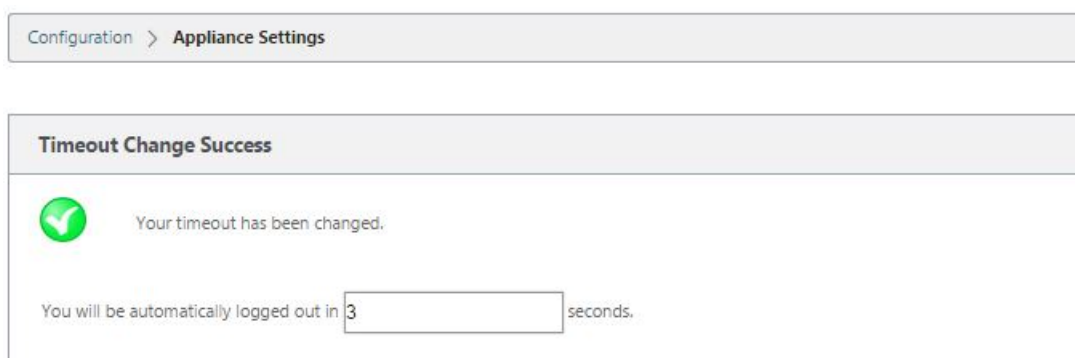 Configuration > Appliance Settings
Timeout Change Success
Your timeout has been changed.
You will be automatically logged out in 3 seconds.